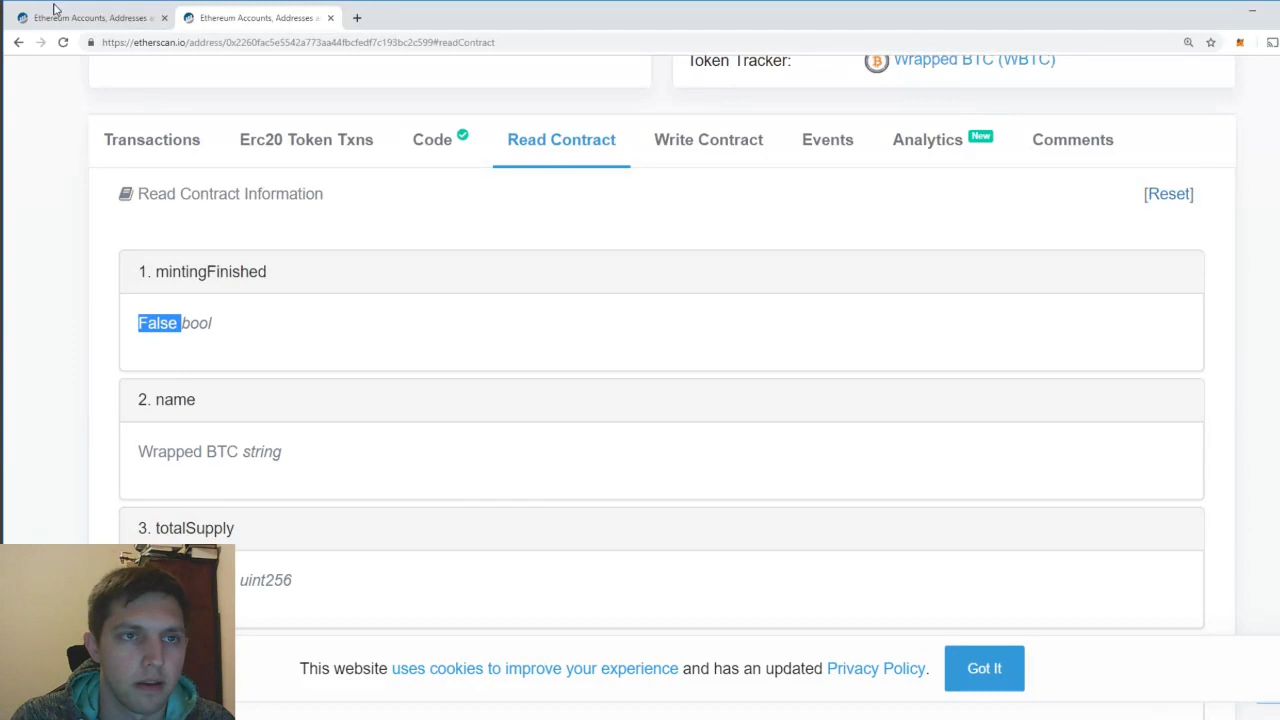 Ethereum Accounts, Addresses a
Ethereum Accounts, Addresses a
https://etherscan.io/address/0x2260fac5e5542a773aa44fbcfedf7c193bc2c599#readContract
Token Tracker: Wrapped BTC (WBTC)
Transactions Erc20 Token Txns Code Read Contract Write Contract Events Analytics New Comments
Read Contract Information [Reset]
1. mintingFinished
False bool
2. name
Wrapped BTC string
3. totalSupply
uint256
This website uses cookies to improve your experience and has an updated Privacy Policy. Got It